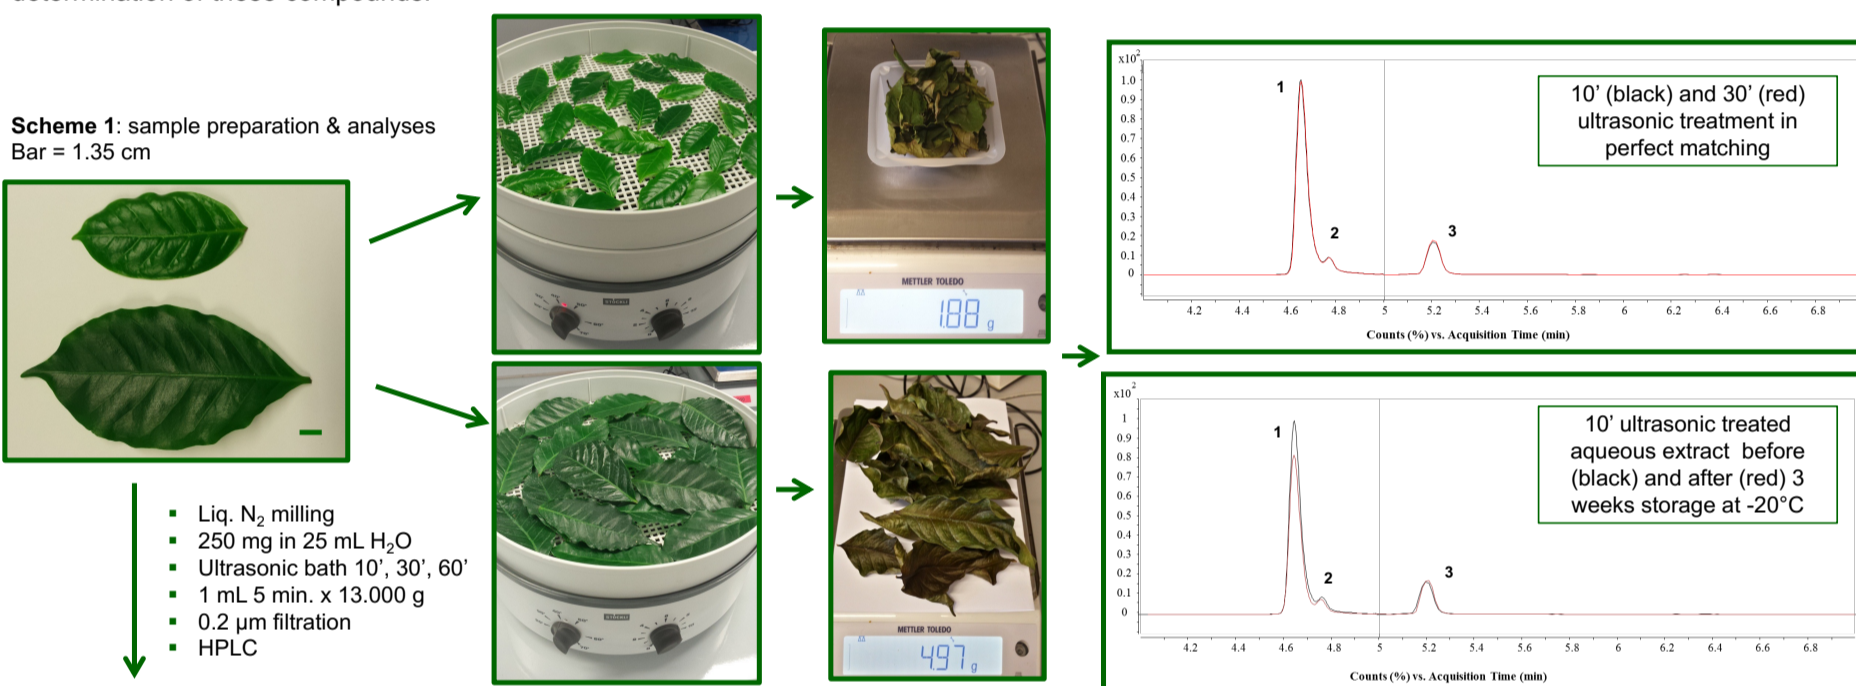 Scheme 1: sample preparation & analyses
Bar = 1.35 cm
▪ Liq. N2 milling
▪ 250 mg in 25 mL H2O
▪ Ultrasonic bath 10’, 30’, 60’
▪ 1 mL 5 min. x 13.000 g
▪ 0.2 µm filtration
▪ HPLC
METTLER TOLEDO
1.88 g
METTLER TOLEDO
4.97 g
x10 2
1.0
0.9
0.8
0.7
0.6
0.5
0.4
0.3
0.2
0.1
0
1
2
3
10’ (black) and 30’ (red)
ultrasonic treatment in
perfect matching
4.2 4.4 4.6 4.8 5 5.2 5.4 5.6 5.8 6 6.2 6.4 6.6 6.8
Counts (%) vs. Acquisition Time (min)
x10 2
1
0.9
0.8
0.7
0.6
0.5
0.4
0.3
0.2
0.1
0
1
2
3
10’ ultrasonic treated
aqueous extract before
(black) and after (red) 3
weeks storage at -20°C
4.2 4.4 4.6 4.8 5 5.2 5.4 5.6 5.8 6 6.2 6.4 6.6 6.8
Counts (%) vs. Acquisition Time (min)